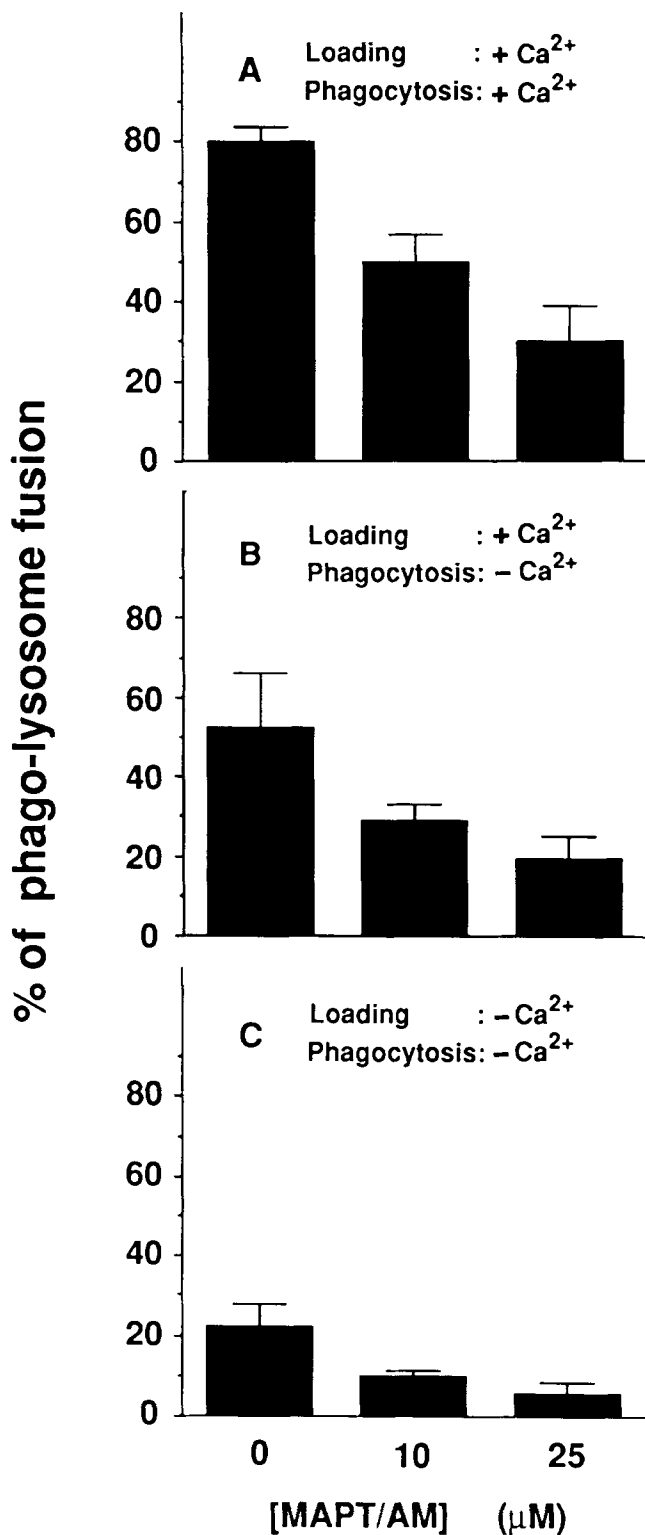 % of phago-lysosome fusion
A
Loading : + Ca²⁺
Phagocytosis: + Ca²⁺
80
60
40
20
0
B
Loading : + Ca²⁺
Phagocytosis: − Ca²⁺
80
60
40
20
0
C
Loading : − Ca²⁺
Phagocytosis: − Ca²⁺
80
60
40
20
0
0 10 25
[MAPT/AM] (μM)